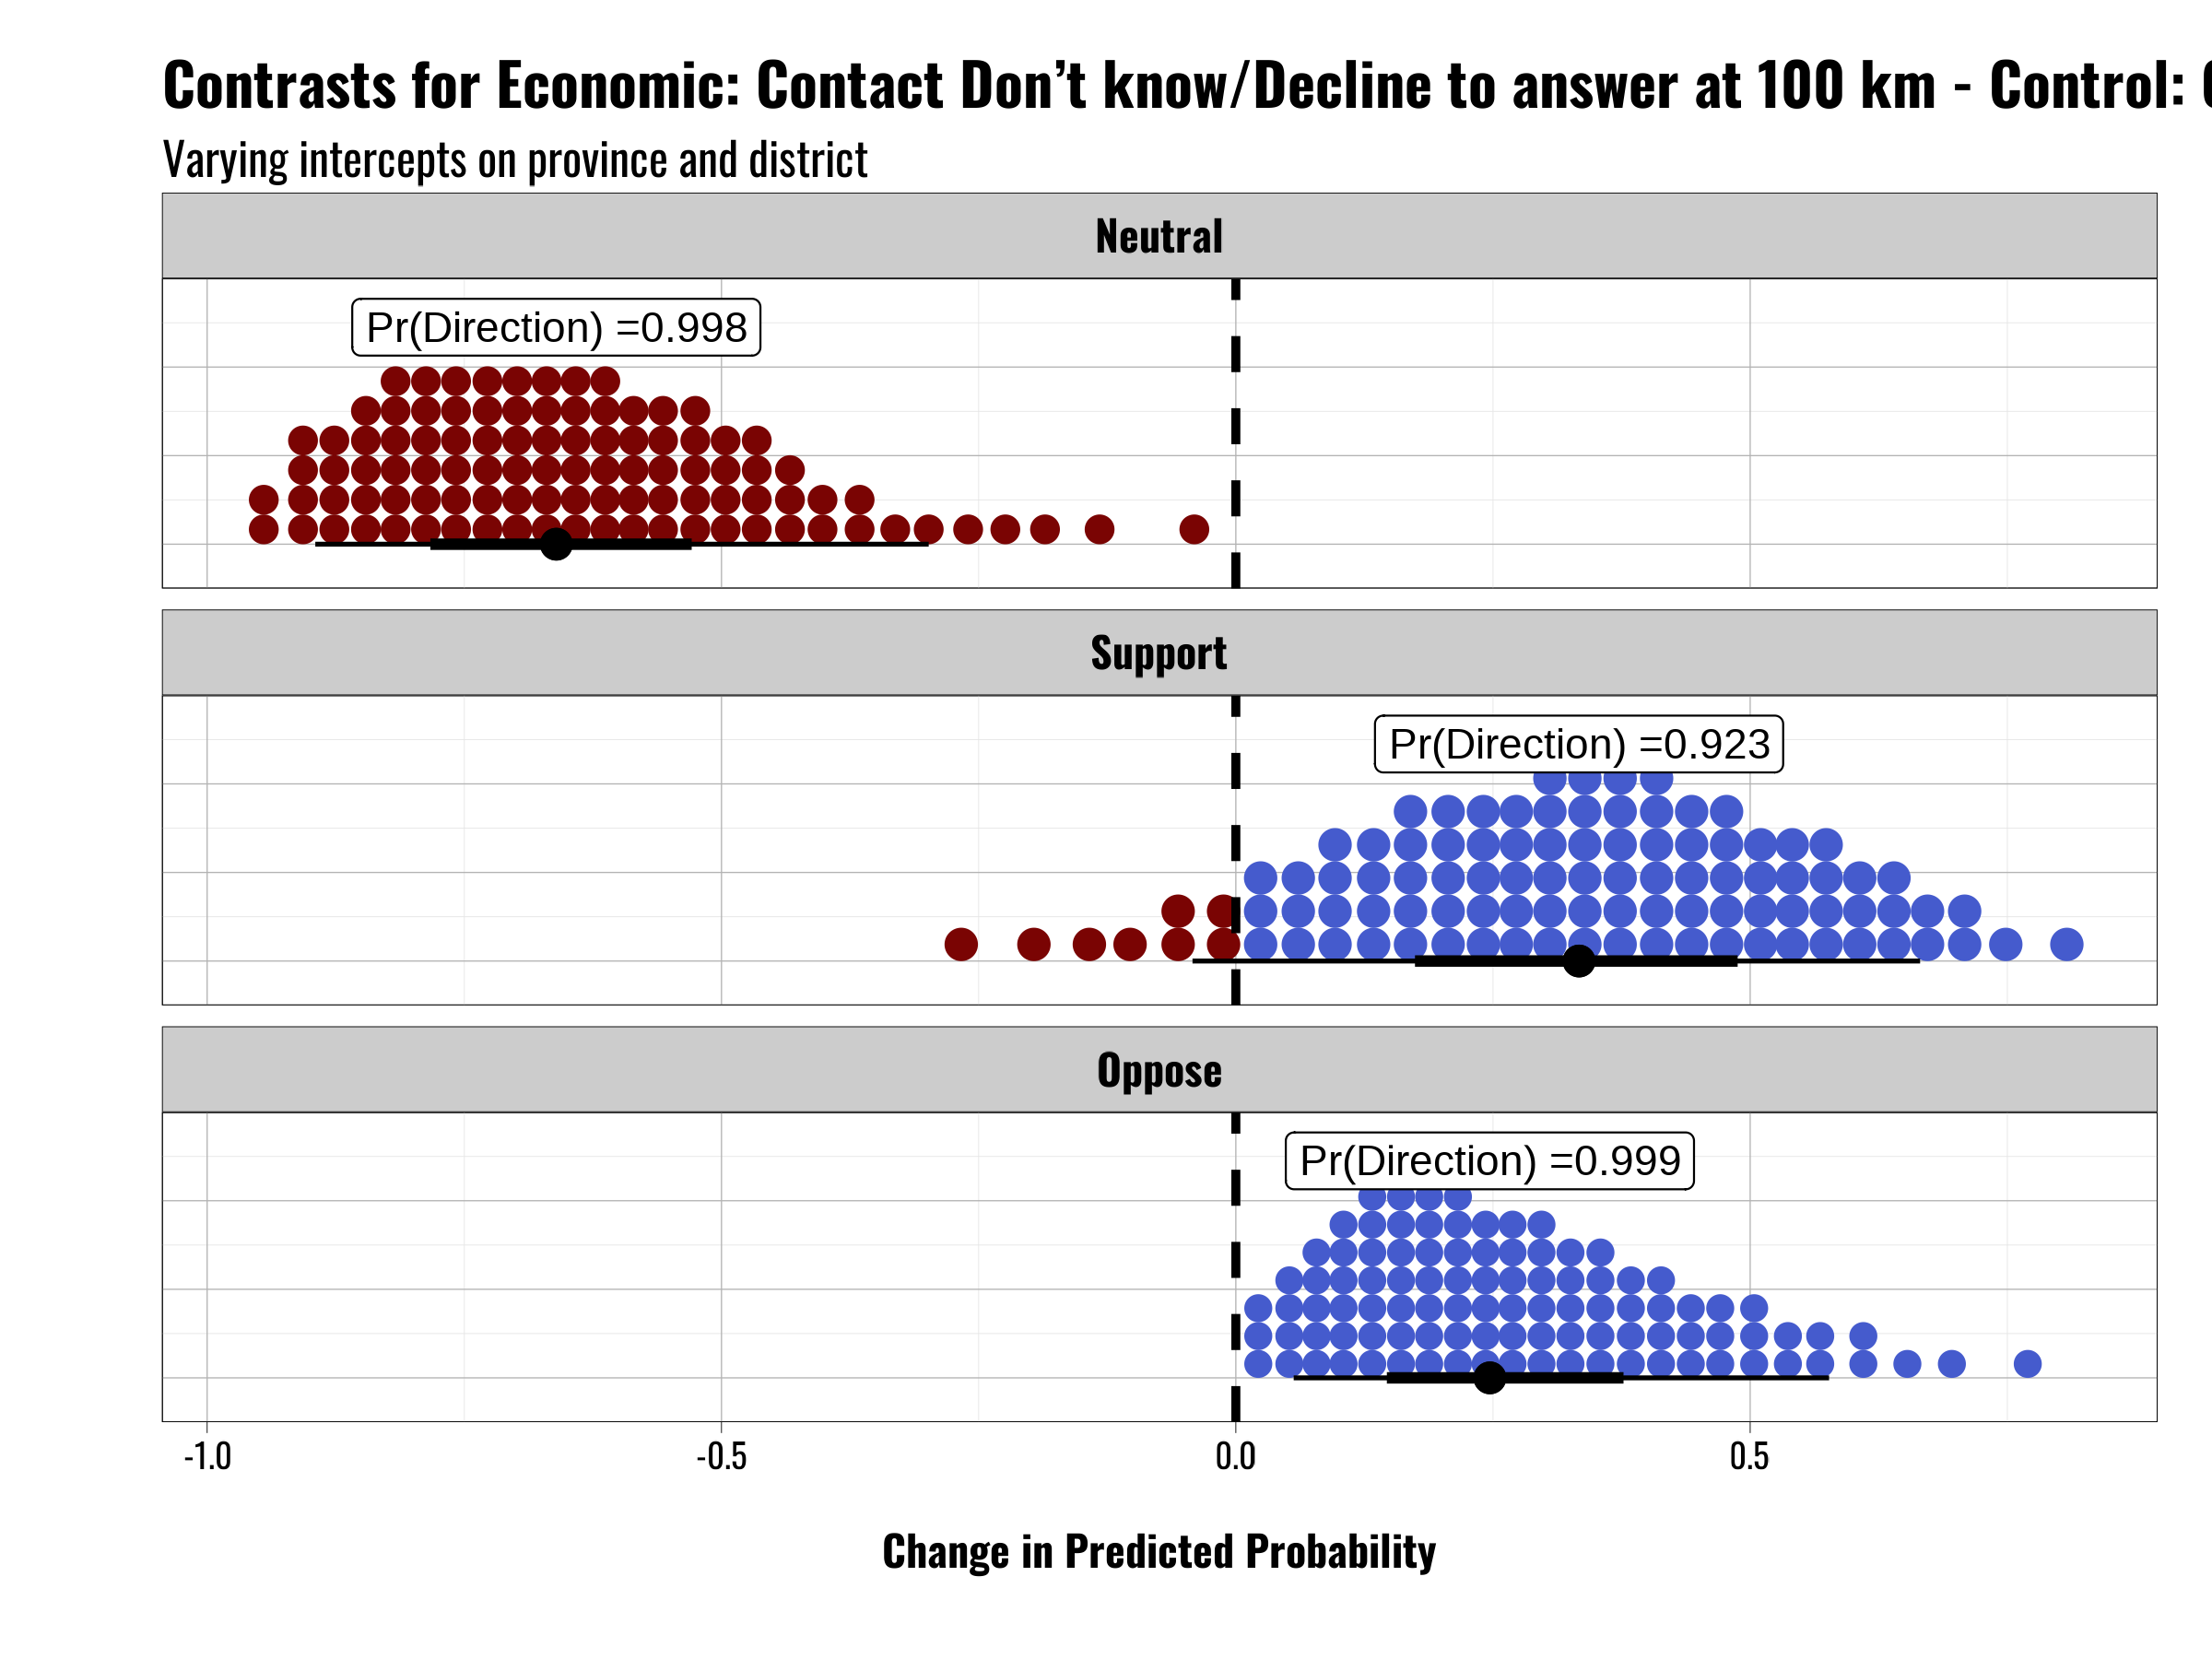 Contrasts for Economic: Contact Don’t know/Decline to answer at 100 km - Control:
Varying intercepts on province and district
Neutral
Pr(Direction) =0.998
Support
Pr(Direction) =0.923
Oppose
Pr(Direction) =0.999
-1.0 -0.5 0.0 0.5
Change in Predicted Probability